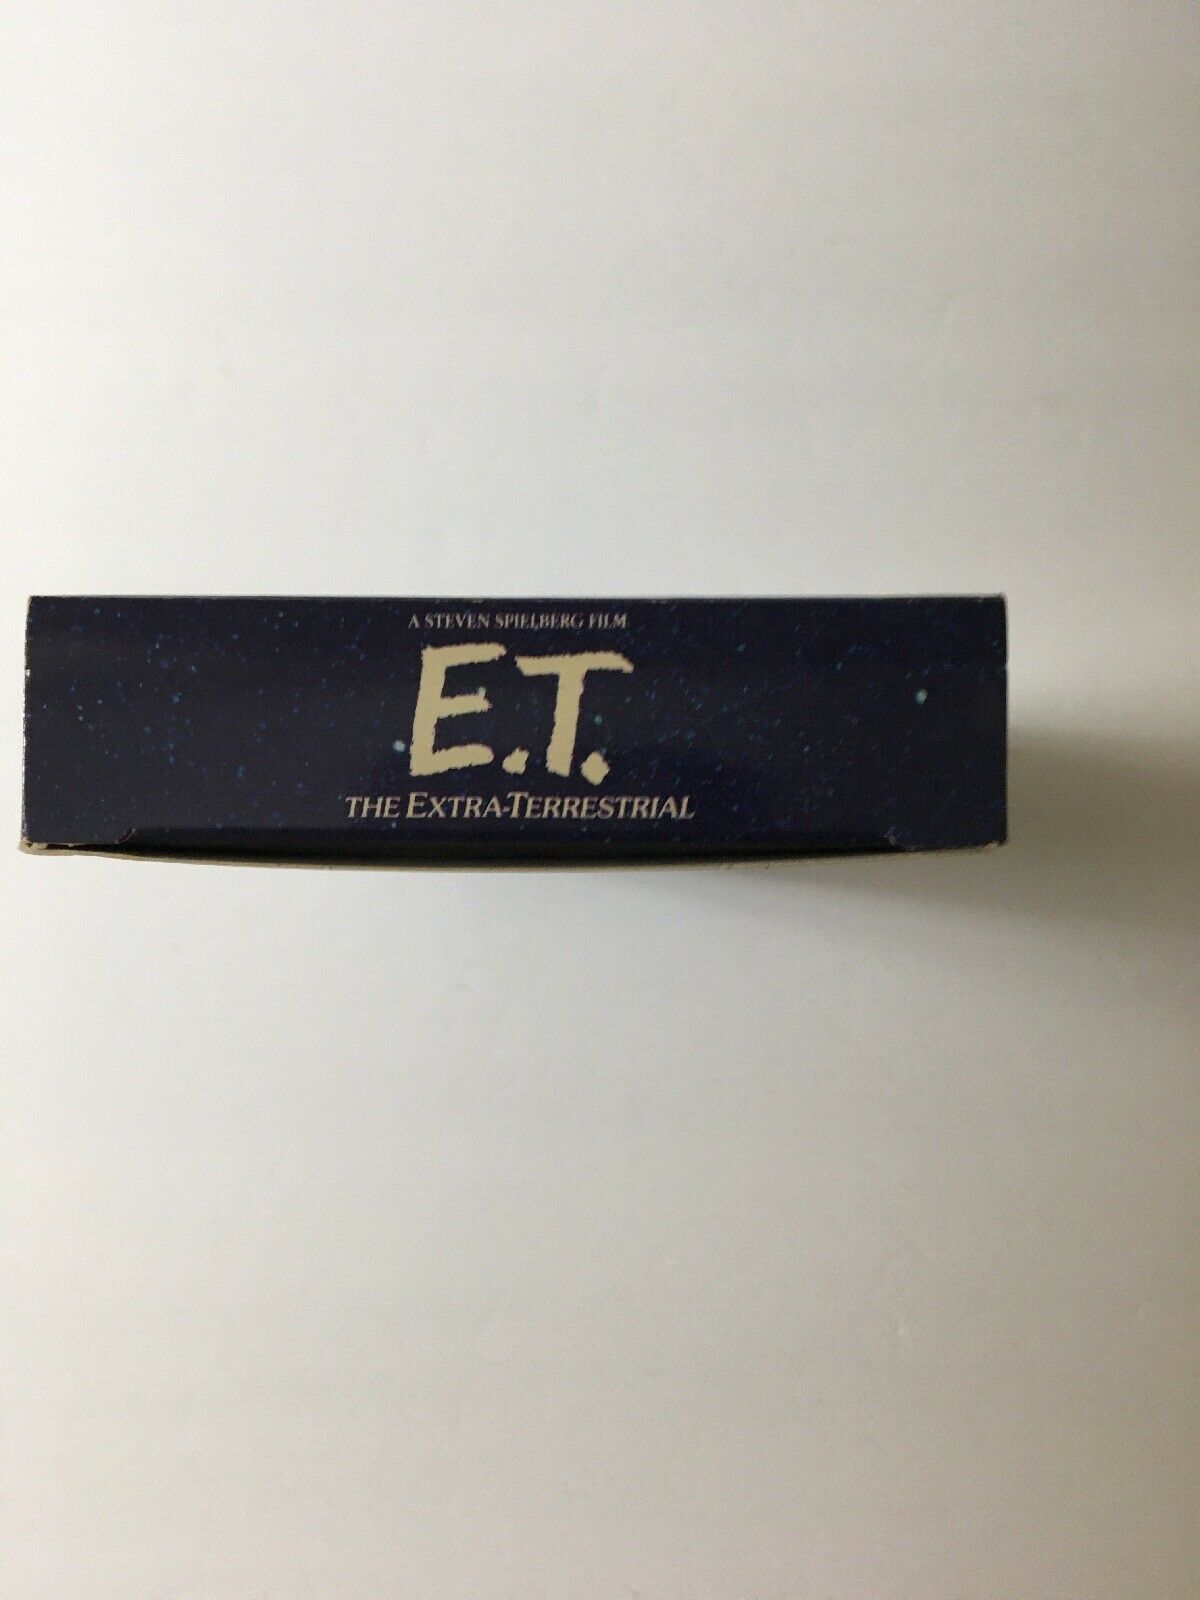 A STEVEN SPIELBERG FILM
E.T.
THE EXTRA-TERRESTRIAL